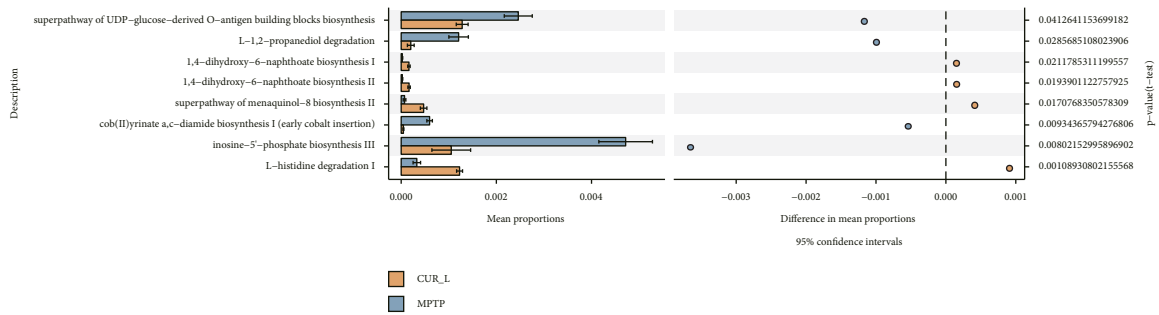 Description
superpathway of UDP−glucose−derived O−antigen building blocks biosynthesis
L−1,2−propanediol degradation
1,4−dihydroxy−6−naphthoate biosynthesis I
1,4−dihydroxy−6−naphthoate biosynthesis II
superpathway of menaquinol−8 biosynthesis II
cob(II)yrinate a,c−diamide biosynthesis I (early cobalt insertion)
inosine−5'−phosphate biosynthesis III
L−histidine degradation I
0.000 0.002 0.004
Mean proportions
−0.003 −0.002 −0.001 0.000 0.001
Difference in mean proportions
95% confidence intervals
0.0412641153699182
0.0285685108023906
0.0211785311199557
0.0193901122757925
0.0170768350578309
0.00934365794276806
0.00802152995896902
0.00108930802155568
p−value(t−test)
CUR_L
MPTP